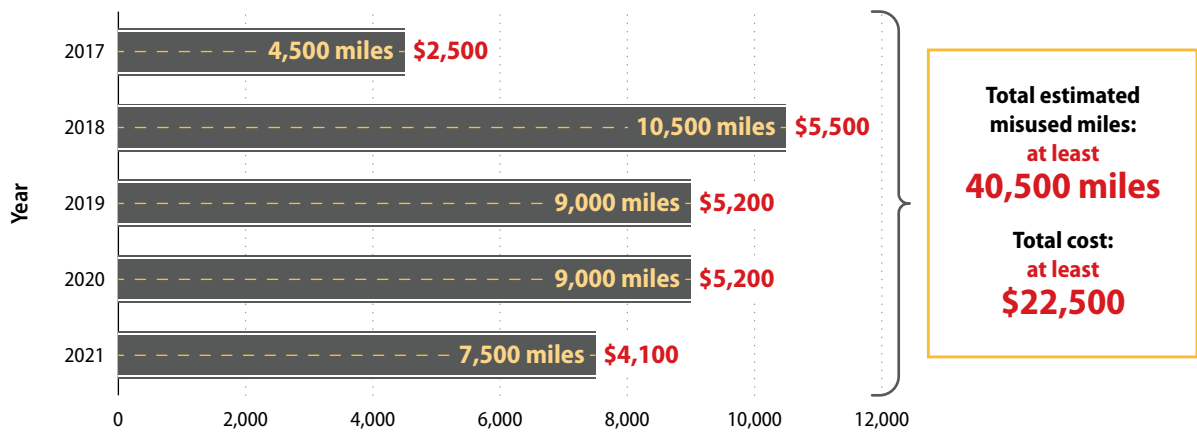 Year
2017
4,500 miles $2,500
2018
10,500 miles $5,500
2019
9,000 miles $5,200
2020
9,000 miles $5,200
2021
7,500 miles $4,100
0 2,000 4,000 6,000 8,000 10,000 12,000
Total estimated
misused miles:
at least
40,500 miles
Total cost:
at least
$22,500